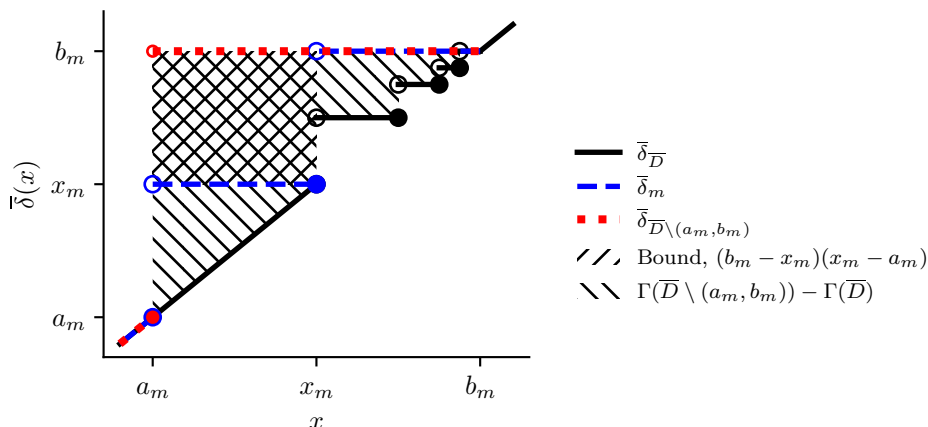 b_m
x_m
a_m
δ̅(x)
a_m
x_m
b_m
x
δ̅_D̅
δ̅_m
δ̅_{D̅\(a_m,b_m)}
Bound, (b_m − x_m)(x_m − a_m)
Γ(D̅ \ (a_m, b_m)) − Γ(D̅)